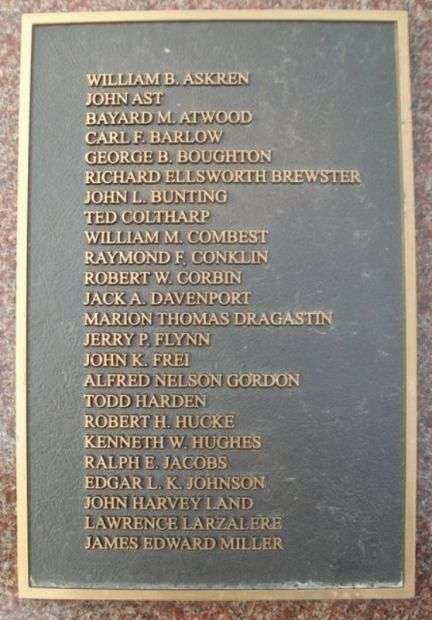 WILLIAM B. ASKREN
JOHN AST
BAYARD M. ATWOOD
CARL F. BARLOW
GEORGE B. BOUGHTON
RICHARD ELLSWORTH BREWSTER
JOHN L. BUNTING
TED COLTHARP
WILLIAM M. COMBEST
RAYMOND F. CONKLIN
ROBERT W. CORBIN
JACK A. DAVENPORT
MARION THOMAS DRAGASTIN
JERRY P. FLYNN
JOHN K. FREI
ALFRED NELSON GORDON
TODD HARDEN
ROBERT H. HUCKE
KENNETH W. HUGHES
RALPH E. JACOBS
EDGAR L. K. JOHNSON
JOHN HARVEY LAND
LAWRENCE LARZALERE
JAMES EDWARD MILLER